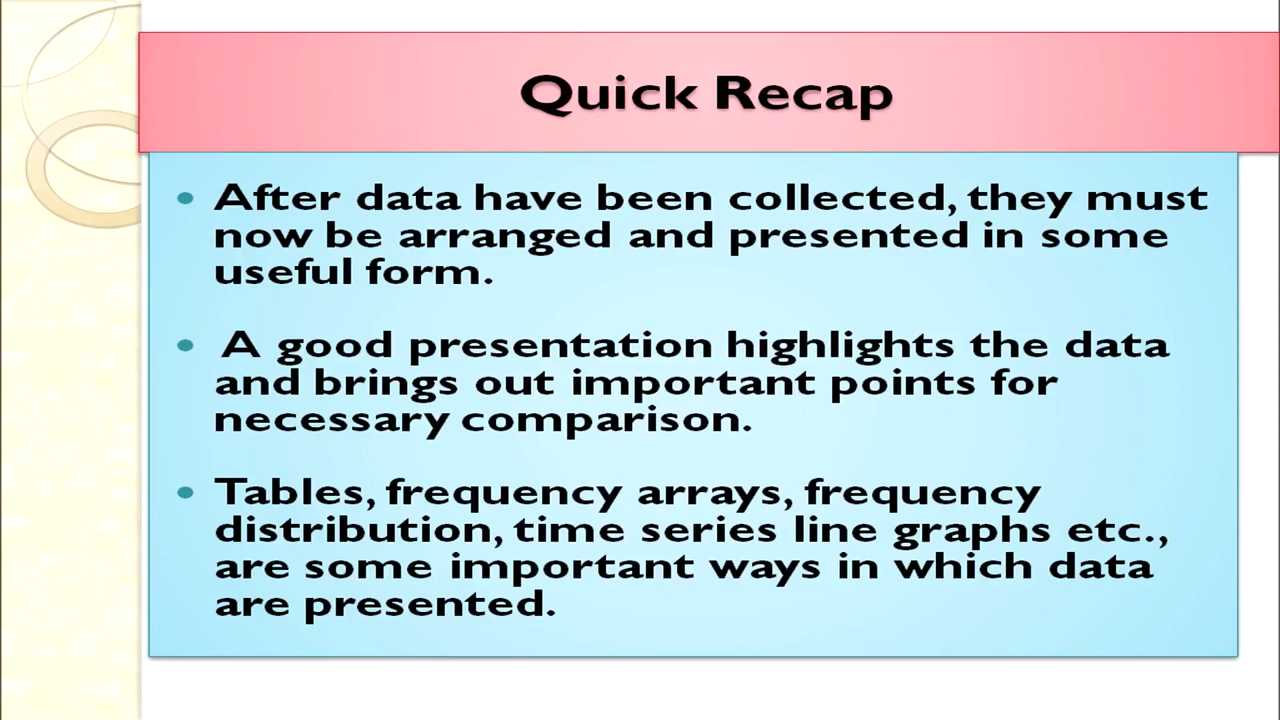 Quick Recap
• After data have been collected, they must
now be arranged and presented in some
useful form.
• A good presentation highlights the data
and brings out important points for
necessary comparison.
• Tables, frequency arrays, frequency
distribution, time series line graphs etc.,
are some important ways in which data
are presented.